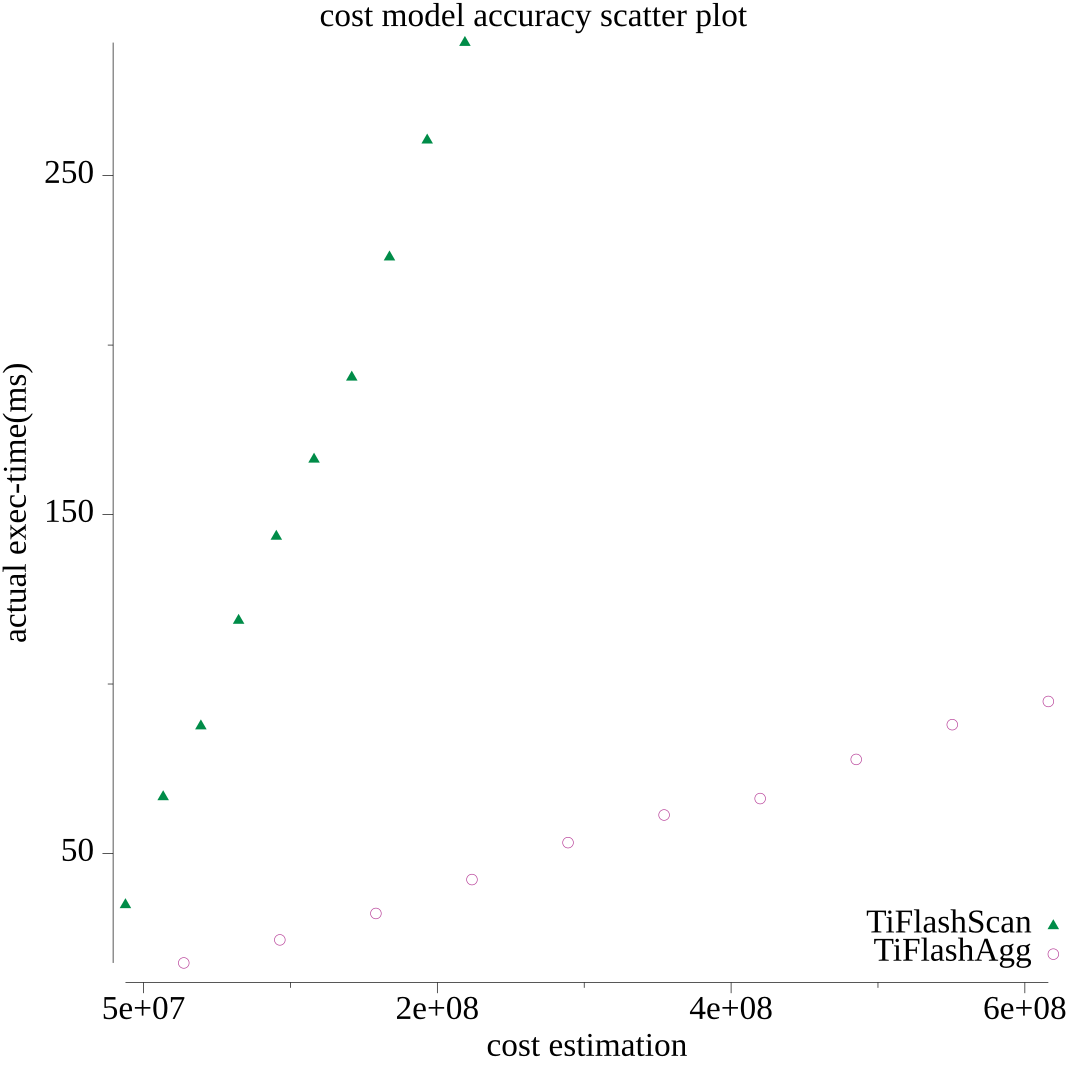 cost model accuracy scatter plot
250
150
50
actual exec-time(ms)
TiFlashScan
TiFlashAgg
5e+07 2e+08 4e+08 6e+08
cost estimation